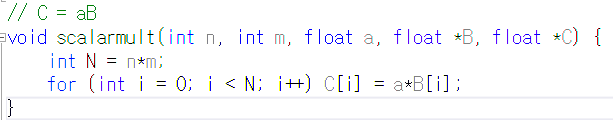 // C = aB
void scalarmult(int n, int m, float a, float *B, float *C) {
    int N = n*m;
    for (int i = 0; i < N; i++) C[i] = a*B[i];
}